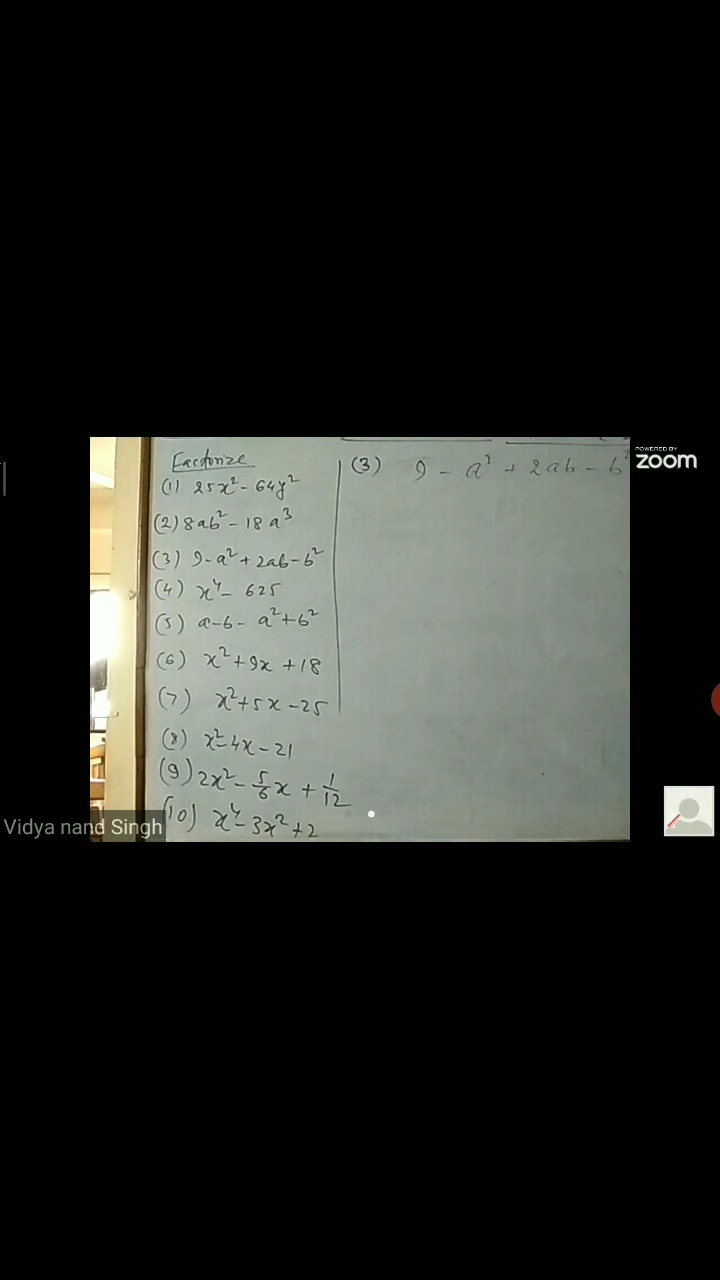 Factorize
(1) 25x² - 64y²
(2) 8ab² - 18a³
(3) 9-a²+2ab-b²
(4) x⁴- 625
(5) a-b- a²+b²
(6) x²+9x +18
(7) x²+5x -25
(8) x²-4x-21
(9) 2x² - 5/6 x + 1/12
(10) x⁴-3x²+2
(3) 9 - a² + 2ab - b²
POWERED BY
zoom
Vidya nand Singh